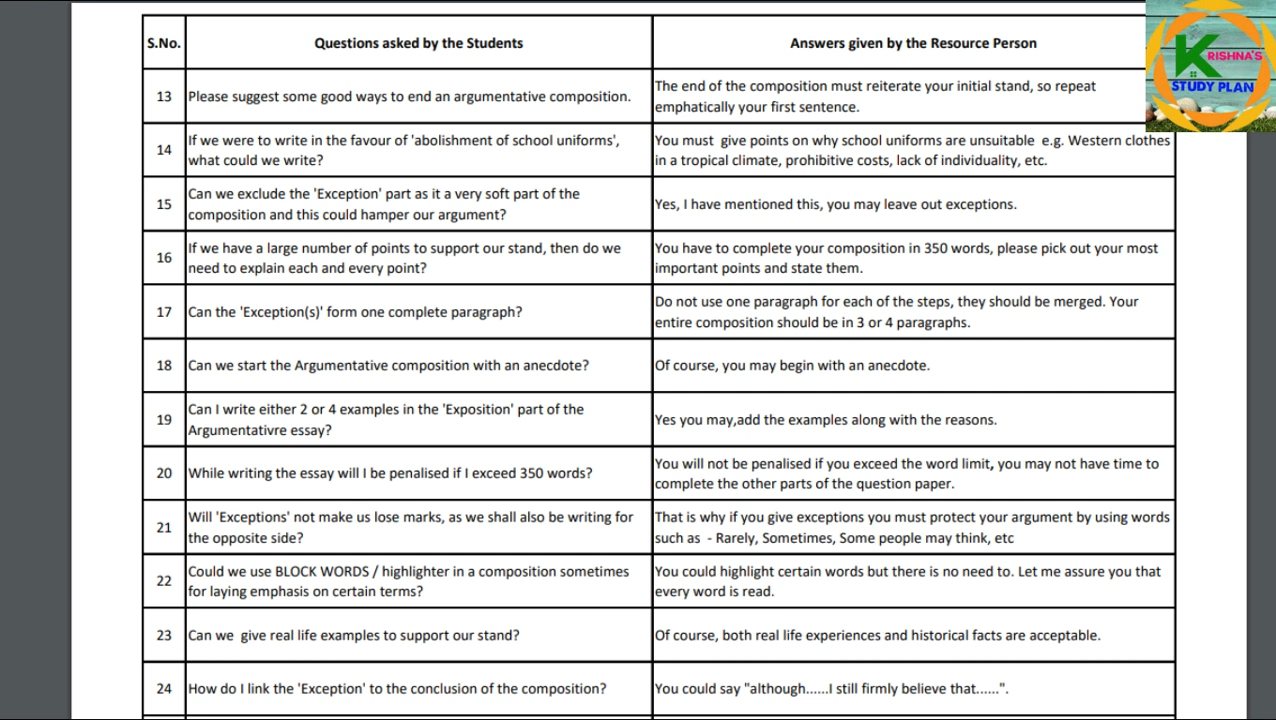 S.No.
Questions asked by the Students
Answers given by the Resource Person
KRISHNA'S
STUDY PLAN
13
Please suggest some good ways to end an argumentative composition.
The end of the composition must reiterate your initial stand, so repeat
emphatically your first sentence.
14
If we were to write in the favour of 'abolishment of school uniforms',
what could we write?
You must  give points on why school uniforms are unsuitable  e.g. Western clothes
in a tropical climate, prohibitive costs, lack of individuality, etc.
15
Can we exclude the 'Exception' part as it a very soft part of the
composition and this could hamper our argument?
Yes, I have mentioned this, you may leave out exceptions.
16
If we have a large number of points to support our stand, then do we
need to explain each and every point?
You have to complete your composition in 350 words, please pick out your most
important points and state them.
17
Can the 'Exception(s)' form one complete paragraph?
Do not use one paragraph for each of the steps, they should be merged. Your
entire composition should be in 3 or 4 paragraphs.
18
Can we start the Argumentative composition with an anecdote?
Of course, you may begin with an anecdote.
19
Can I write either 2 or 4 examples in the 'Exposition' part of the
Argumentativre essay?
Yes you may,add the examples along with the reasons.
20
While writing the essay will I be penalised if I exceed 350 words?
You will not be penalised if you exceed the word limit, you may not have time to
complete the other parts of the question paper.
21
Will 'Exceptions' not make us lose marks, as we shall also be writing for
the opposite side?
That is why if you give exceptions you must protect your argument by using words
such as  - Rarely, Sometimes, Some people may think, etc
22
Could we use BLOCK WORDS / highlighter in a composition sometimes
for laying emphasis on certain terms?
You could highlight certain words but there is no need to. Let me assure you that
every word is read.
23
Can we  give real life examples to support our stand?
Of course, both real life experiences and historical facts are acceptable.
24
How do I link the 'Exception' to the conclusion of the composition?
You could say "although......I still firmly believe that......".